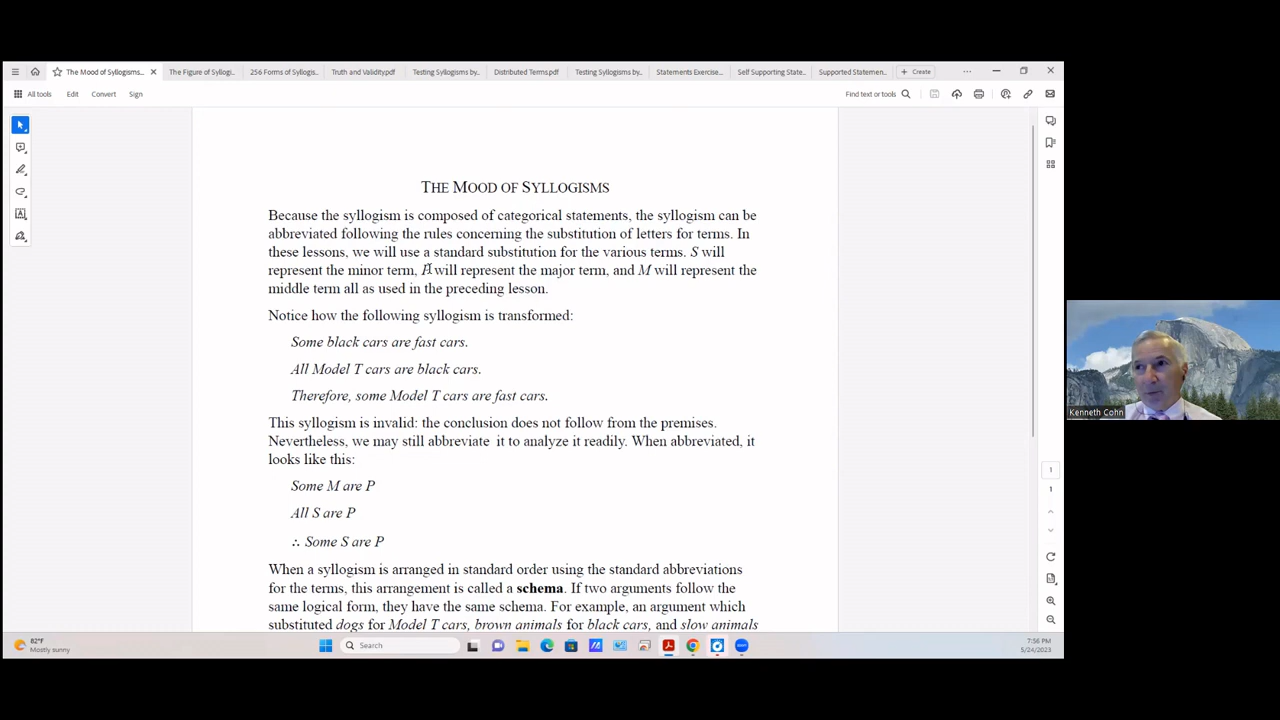 The Mood of Syllogisms...
The Figure of Syllogi...
256 Forms of Syllogis...
Truth and Validity.pdf
Testing Syllogisms by...
Distributed Terms.pdf
Testing Syllogisms by...
Statements Exercise...
Self Supporting State...
Supported Statemen...
Create
All tools
Edit
Convert
Sign
Find text or tools
THE MOOD OF SYLLOGISMS
Because the syllogism is composed of categorical statements, the syllogism can be
abbreviated following the rules concerning the substitution of letters for terms. In
these lessons, we will use a standard substitution for the various terms. S will
represent the minor term, P will represent the major term, and M will represent the
middle term all as used in the preceding lesson.
Notice how the following syllogism is transformed:
Some black cars are fast cars.
All Model T cars are black cars.
Therefore, some Model T cars are fast cars.
This syllogism is invalid: the conclusion does not follow from the premises.
Nevertheless, we may still abbreviate it to analyze it readily. When abbreviated, it
looks like this:
Some M are P
All S are P
∴ Some S are P
When a syllogism is arranged in standard order using the standard abbreviations
for the terms, this arrangement is called a schema. If two arguments follow the
same logical form, they have the same schema. For example, an argument which
substituted dogs for Model T cars, brown animals for black cars, and slow animals
Kenneth Cohn
1
1
82°F
Mostly sunny
Search
7:56 PM
5/24/2023